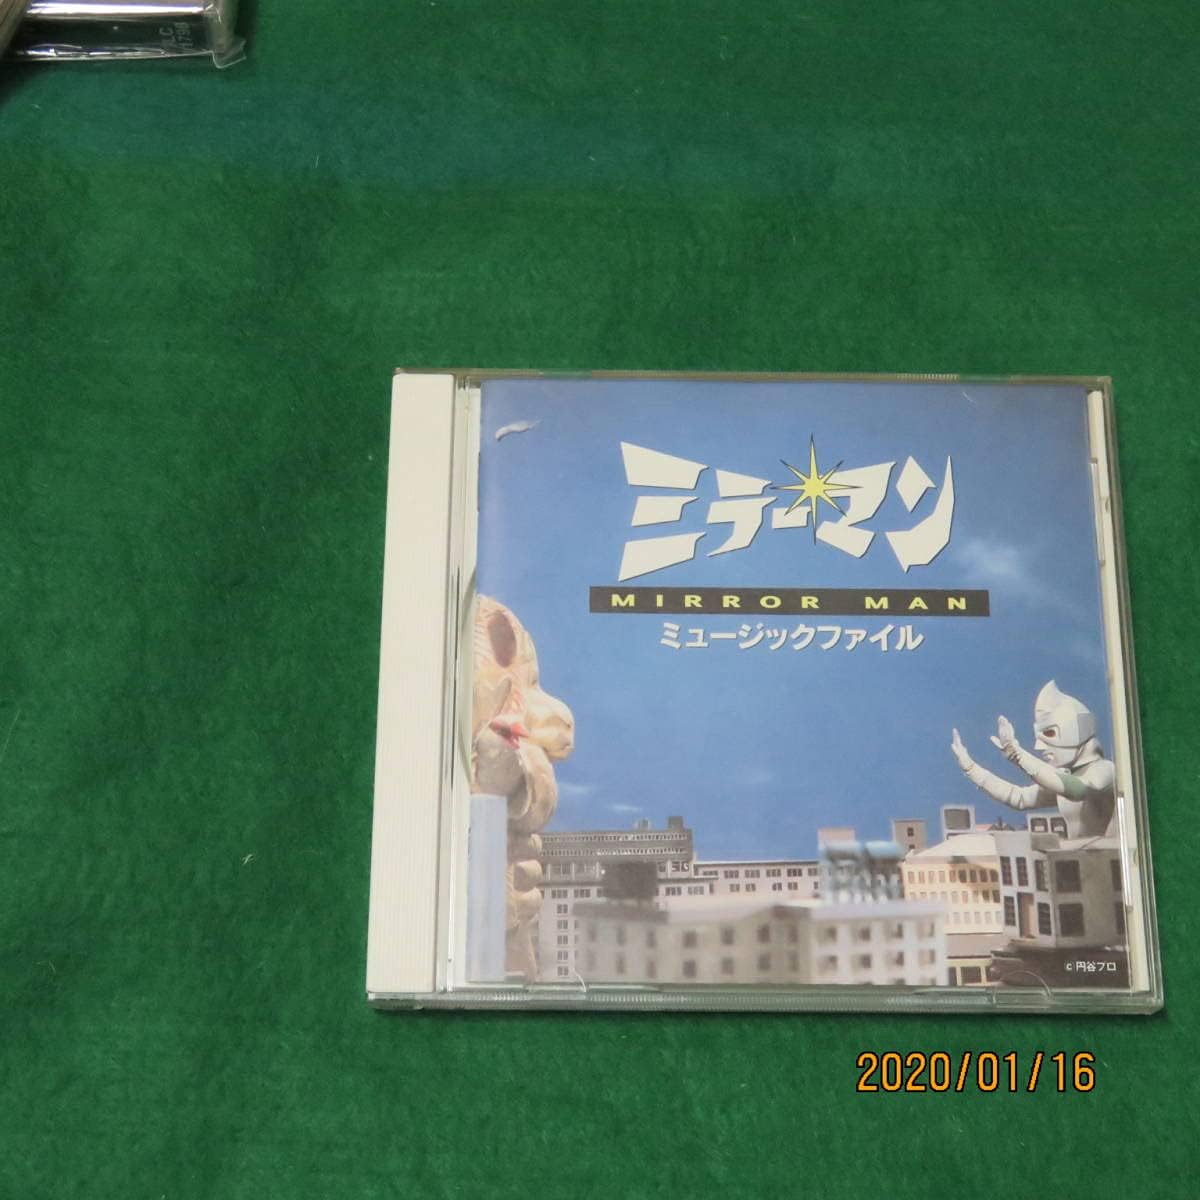 ミラーマン
MIRROR MAN
ミュージックファイル
c 円谷プロ
2020/01/16